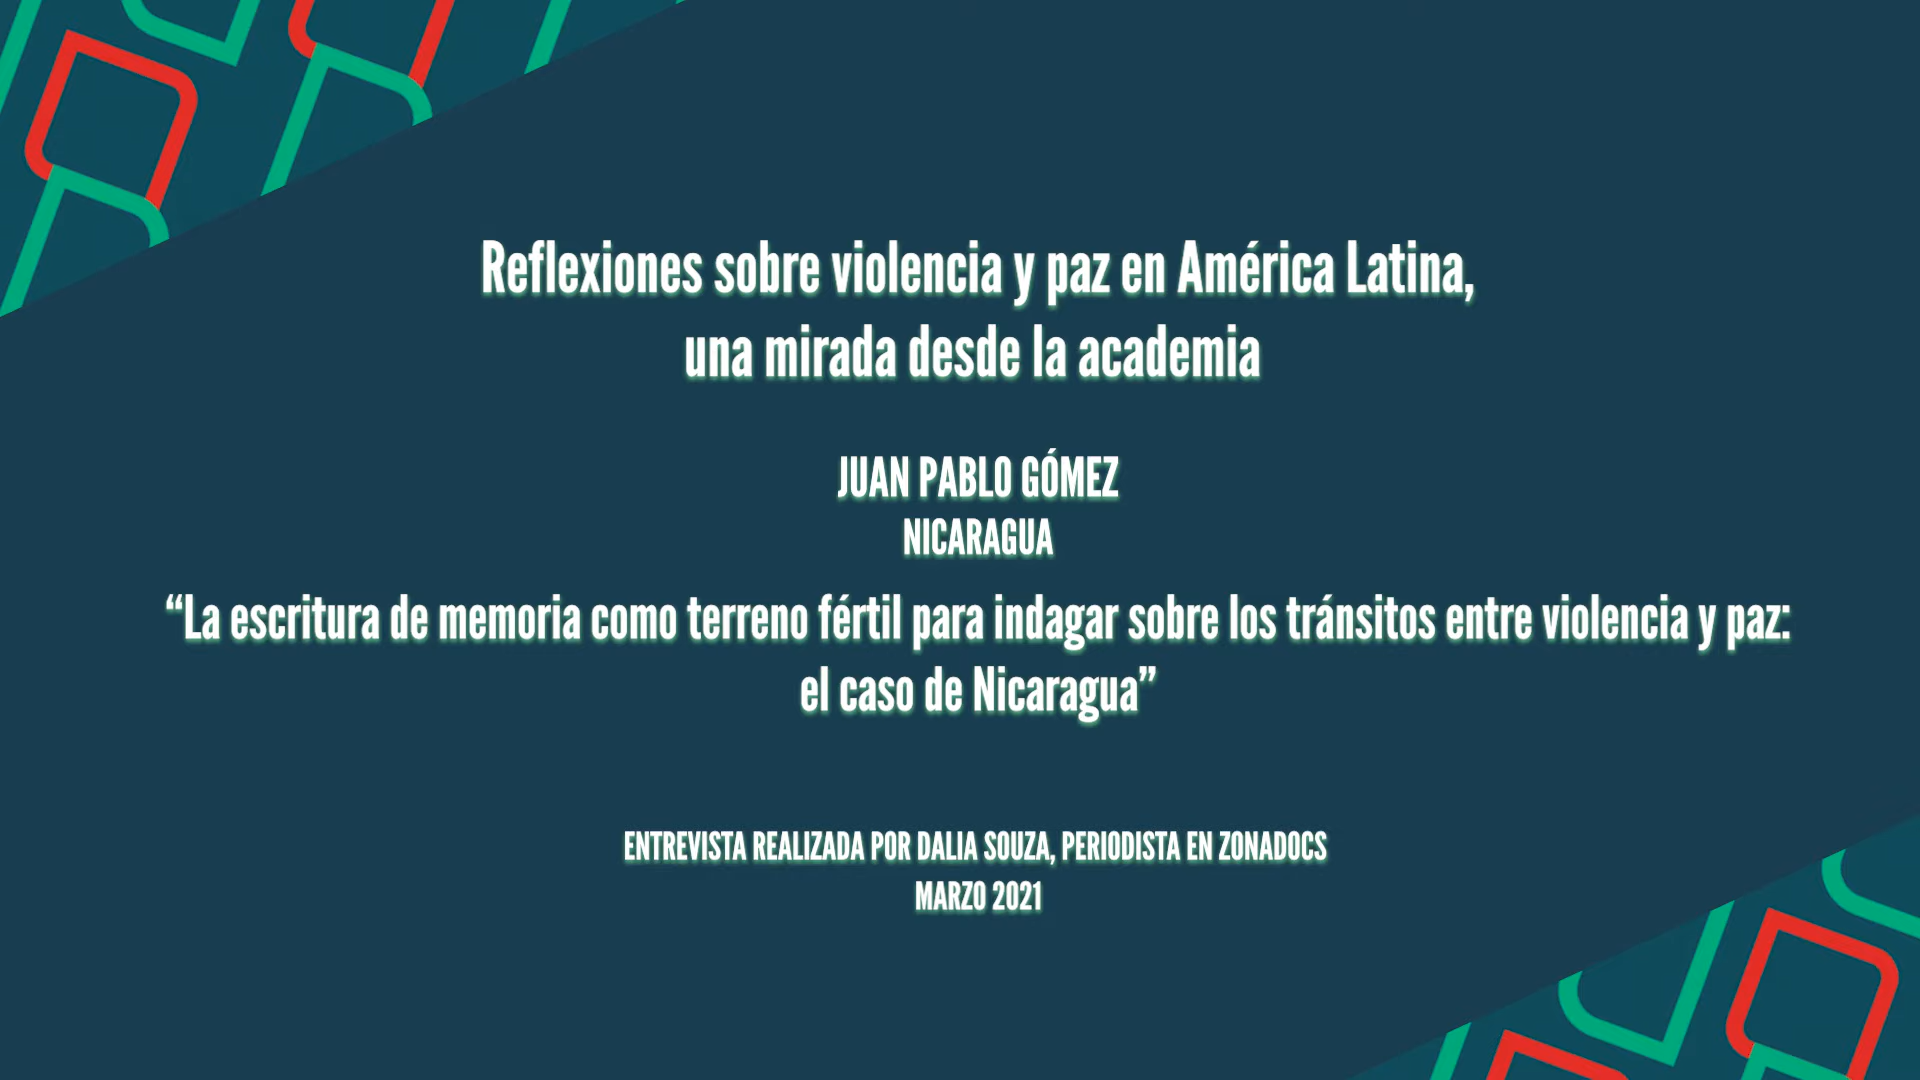 Reflexiones sobre violencia y paz en América Latina,
una mirada desde la academia
JUAN PABLO GÓMEZ
NICARAGUA
“La escritura de memoria como terreno fértil para indagar sobre los tránsitos entre violencia y paz:
el caso de Nicaragua”
ENTREVISTA REALIZADA POR DALIA SOUZA, PERIODISTA EN ZONADOCS
MARZO 2021